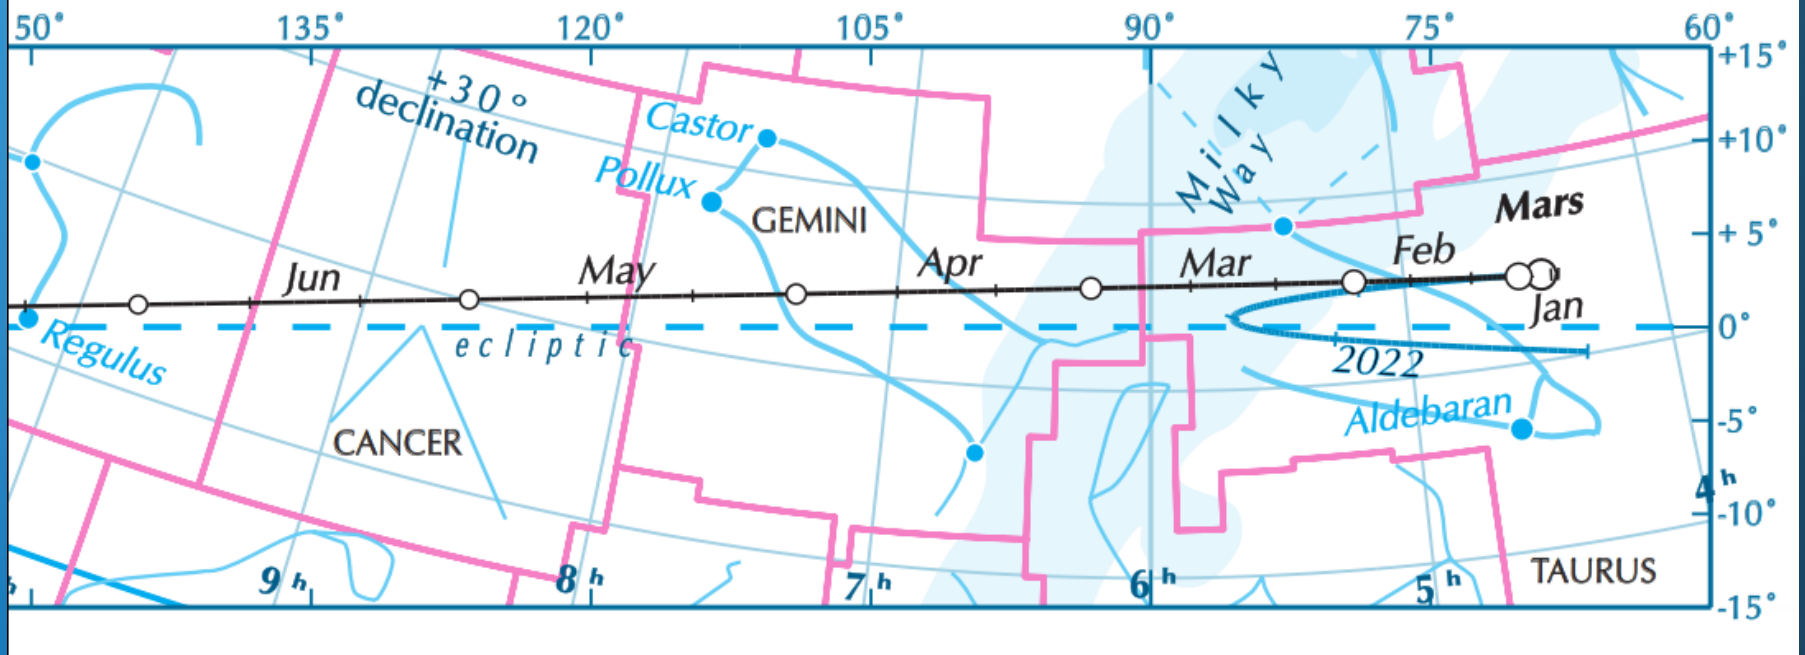 50° 135° 120° 105° 90° 75° 60°
+15°
+30°
declination
Milky
Way
Castor
+10°
Pollux
GEMINI
Mars
+5°
Jun May Apr Mar Feb
Jan
0°
Regulus
ecliptic
2022
CANCER
Aldebaran
-5°
4h
-10°
9h 8h 7h 6h 5h
TAURUS
h
-15°